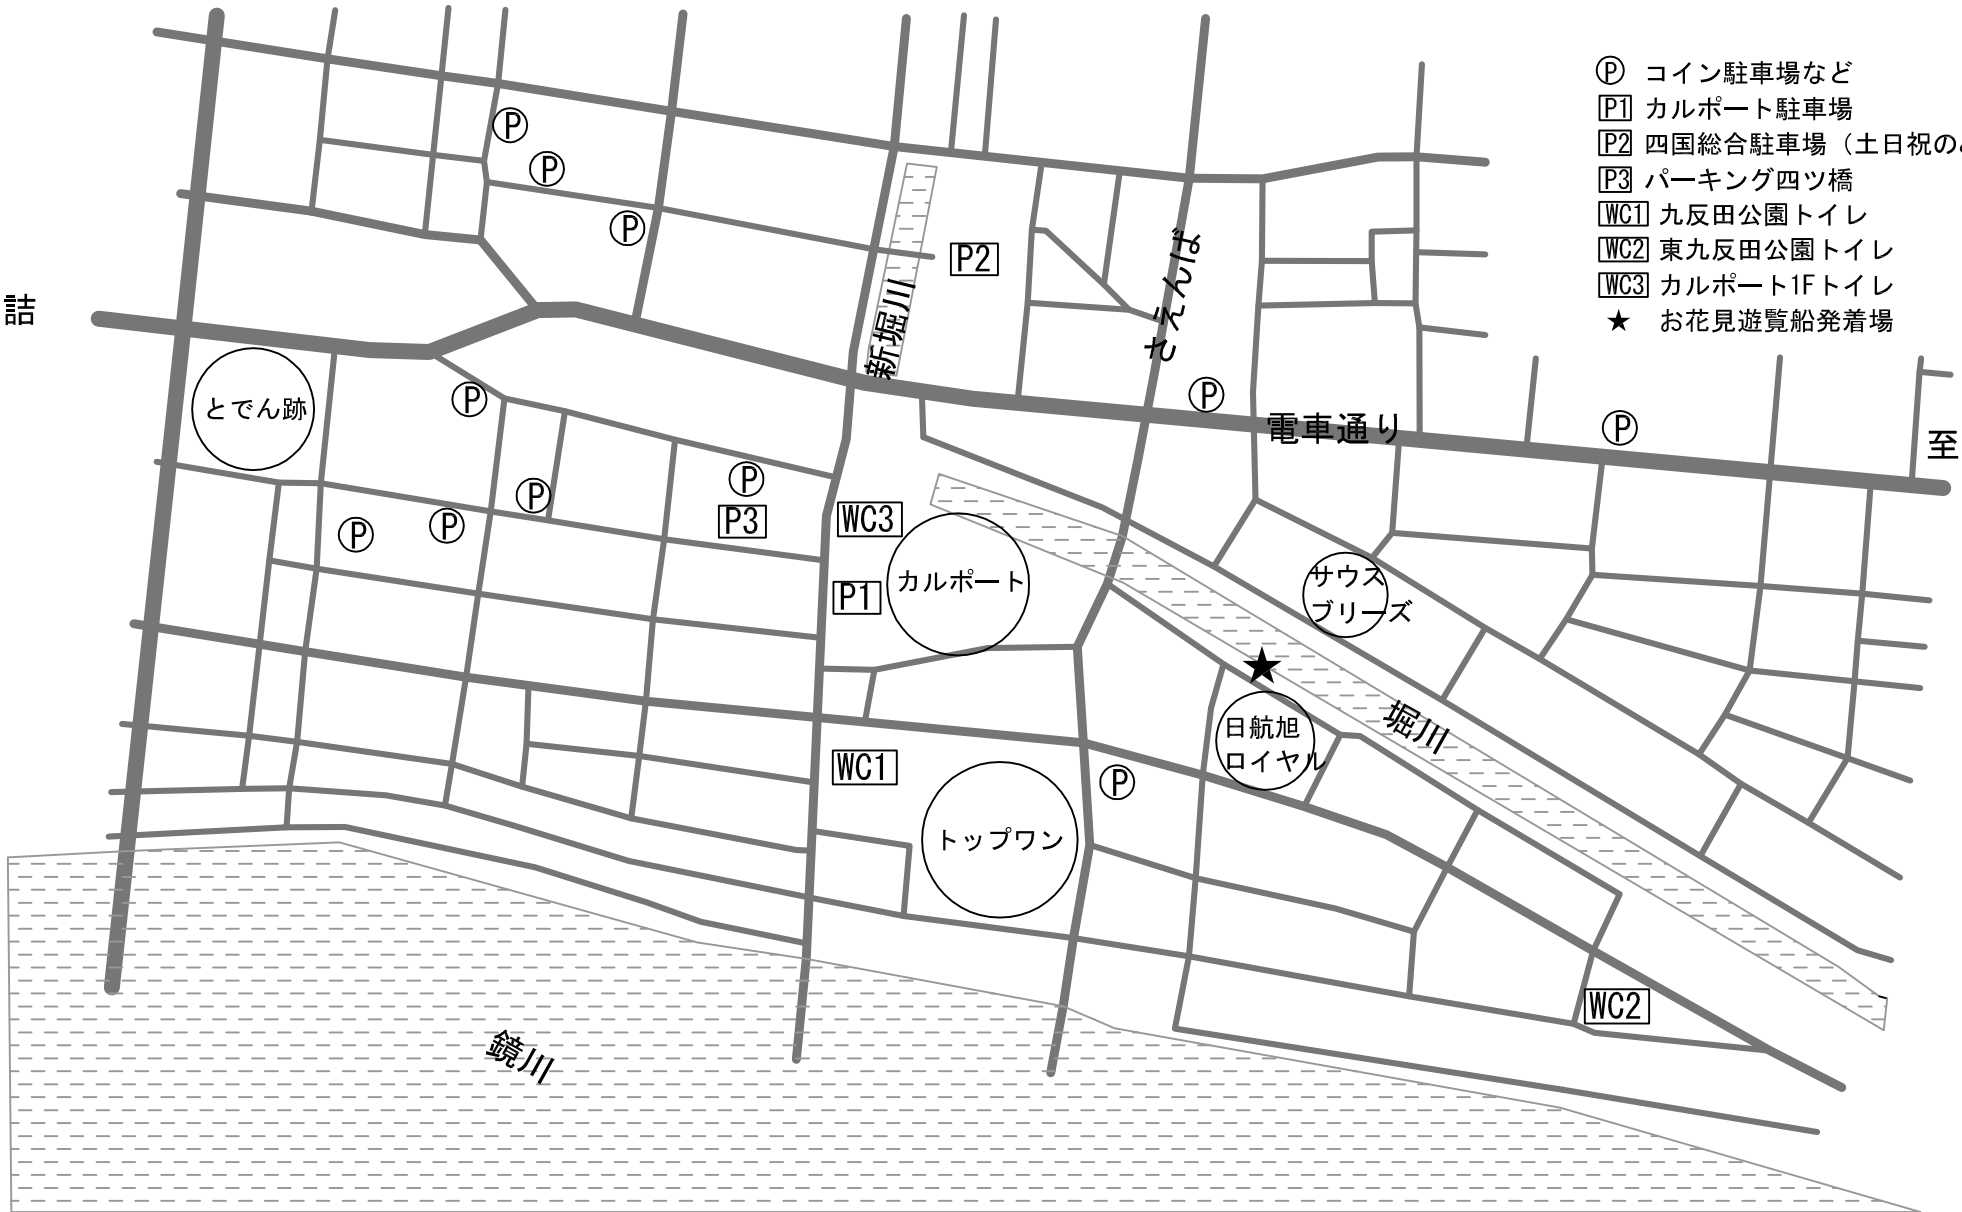 Ⓟ コイン駐車場など
P1 カルポート駐車場
P2 四国総合駐車場（土日祝の
P3 パーキング四ツ橋
WC1 九反田公園トイレ
WC2 東九反田公園トイレ
WC3 カルポート1Fトイレ
★ お花見遊覧船発着場
Ⓟ
Ⓟ
Ⓟ
P2
さえんば
新堀川
詰
とでん跡
Ⓟ
Ⓟ
電車通り
Ⓟ
至
Ⓟ
Ⓟ
Ⓟ
Ⓟ
P3
WC3
カルポート
P1
サウス
ブリーズ
★
堀川
日航旭
ロイヤル
WC1
Ⓟ
トップワン
WC2
鏡川